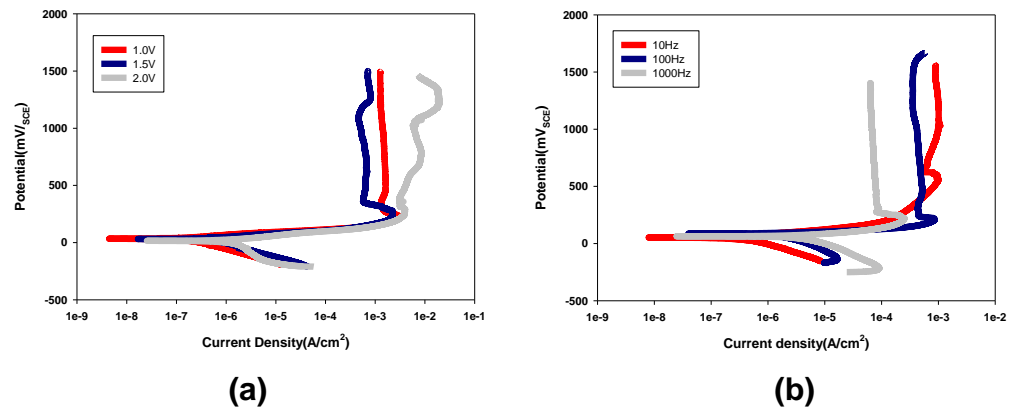 2000
1500
1000
500
0
-500
Potential(mV/SCE)
1.0V
1.5V
2.0V
1e-9 1e-8 1e-7 1e-6 1e-5 1e-4 1e-3 1e-2 1e-1
Current Density(A/cm²)
(a)
2000
1500
1000
500
0
-500
Potential(mVSCE)
10Hz
100Hz
1000Hz
1e-9 1e-8 1e-7 1e-6 1e-5 1e-4 1e-3 1e-2
Current density(A/cm²)
(b)